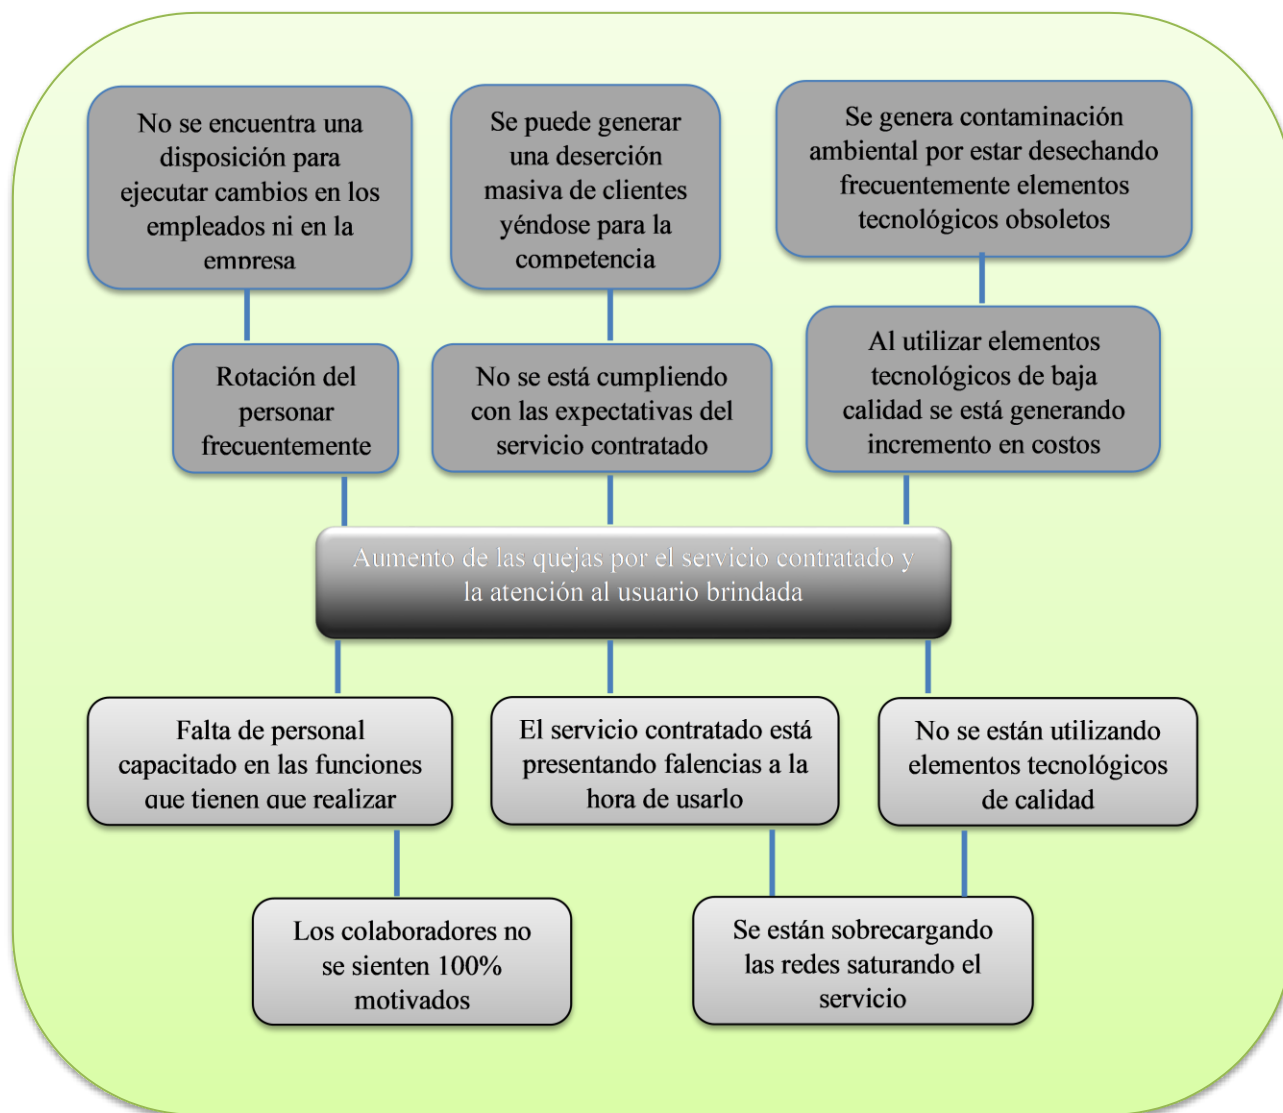 No se encuentra una
disposición para
ejecutar cambios en los
empleados ni en la
empresa
Se puede generar
una deserción
masiva de clientes
yéndose para la
competencia
Se genera contaminación
ambiental por estar desechando
frecuentemente elementos
tecnológicos obsoletos
Rotación del
personar
frecuentemente
No se está cumpliendo
con las expectativas del
servicio contratado
Al utilizar elementos
tecnológicos de baja
calidad se está generando
incremento en costos
Aumento de las quejas por el servicio contratado y
la atención al usuario brindada
Falta de personal
capacitado en las funciones
que tienen que realizar
El servicio contratado está
presentando falencias a la
hora de usarlo
No se están utilizando
elementos tecnológicos
de calidad
Los colaboradores no
se sienten 100%
motivados
Se están sobrecargando
las redes saturando el
servicio